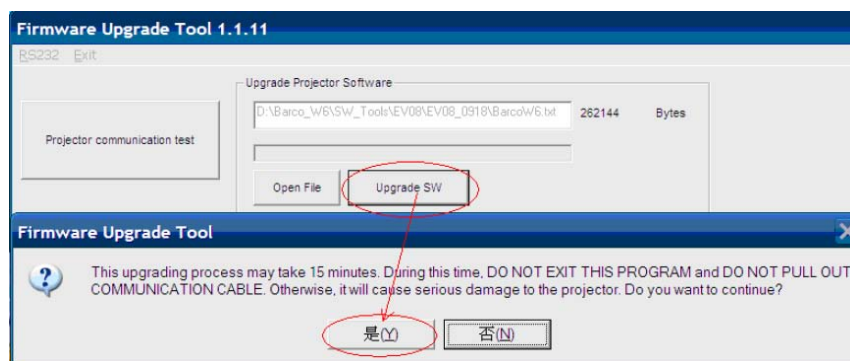 Firmware Upgrade Tool 1.1.11
RS232 Exit
Upgrade Projector Software
D:\Barco_W6\SW_Tools\EV08\EV08_0918\BarcoW6.txt 262144 Bytes
Projector communication test
Open File Upgrade SW
Firmware Upgrade Tool
This upgrading process may take 15 minutes. During this time, DO NOT EXIT THIS PROGRAM and DO NOT PULL OUT
COMMUNICATION CABLE. Otherwise, it will cause serious damage to the projector. Do you want to continue?
是(Y) 否(N)